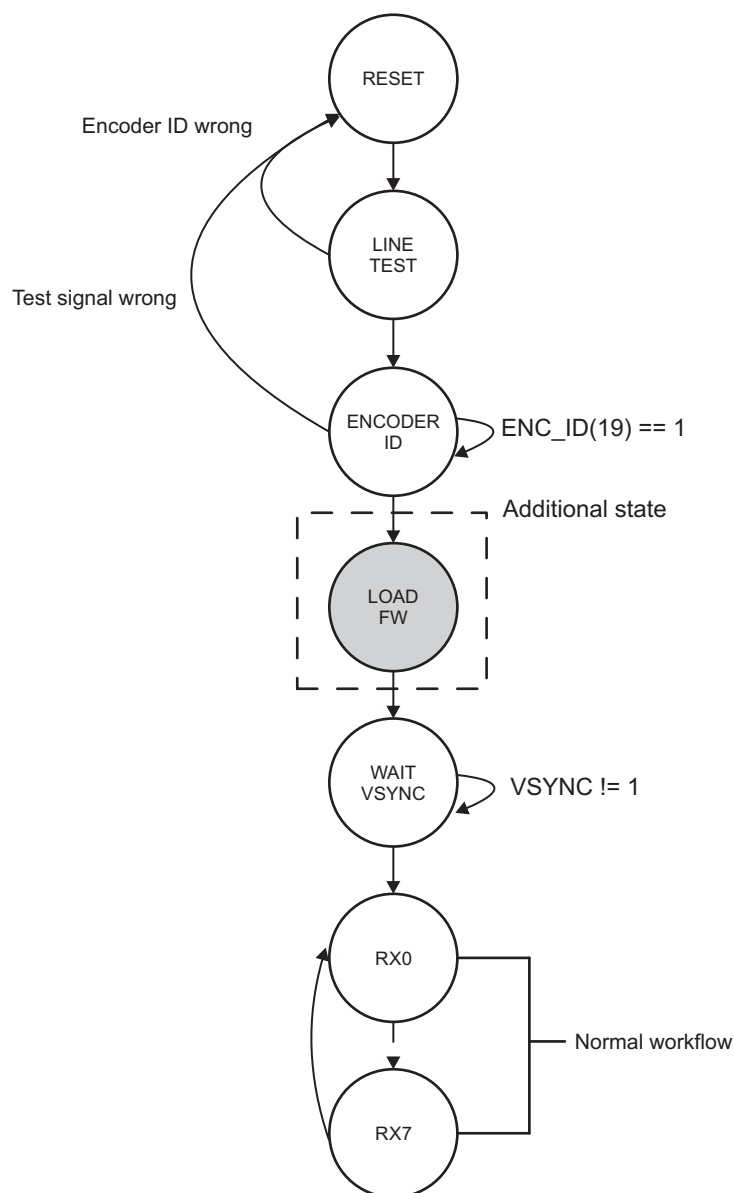 RESET
Encoder ID wrong
LINE
TEST
Test signal wrong
ENCODER
ID
ENC_ID(19) == 1
Additional state
LOAD
FW
WAIT
VSYNC
VSYNC != 1
RX0
Normal workflow
RX7